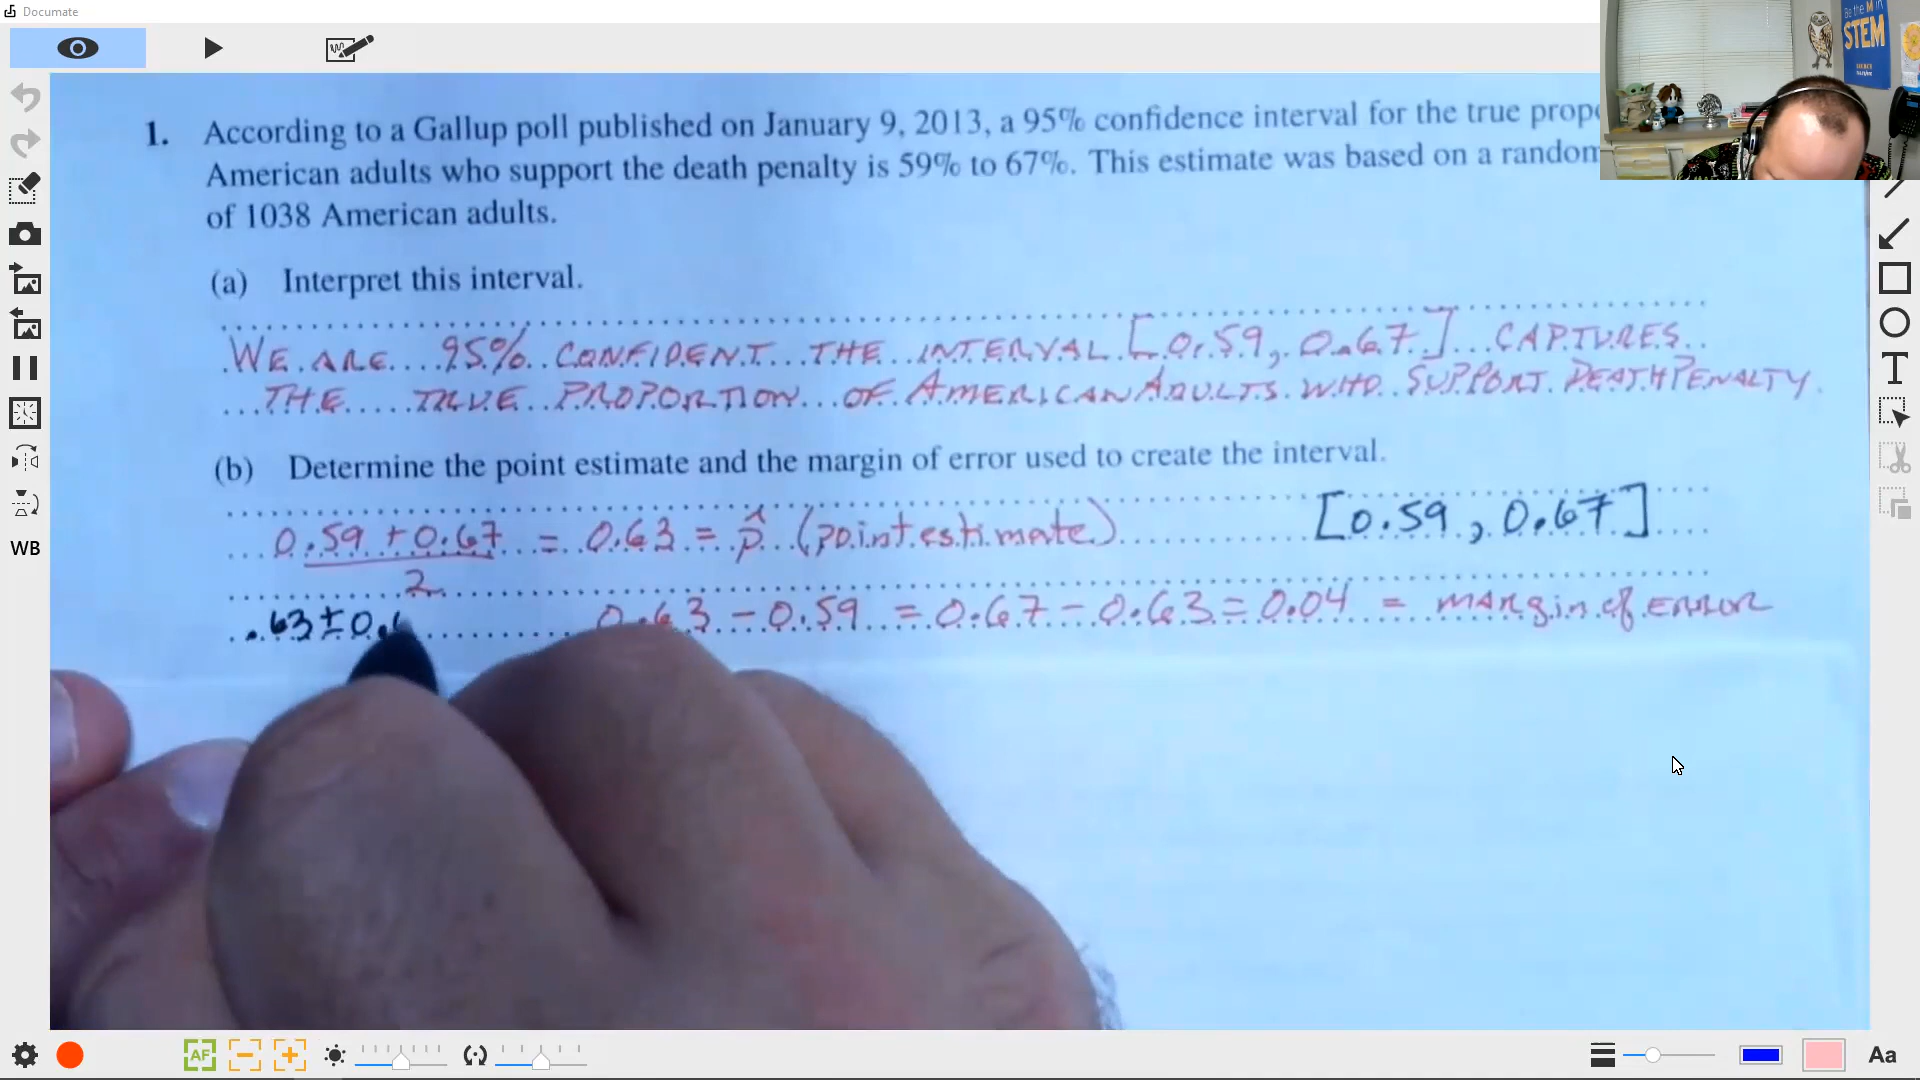 Documate
Be the M in
STEM
1. According to a Gallup poll published on January 9, 2013, a 95% confidence interval for the true prop
American adults who support the death penalty is 59% to 67%. This estimate was based on a random
of 1038 American adults.
(a) Interpret this interval.
WE ARE 95% CONFIDENT THE INTERVAL [0.59, 0.67] CAPTURES
THE TRUE PROPORTION OF AMERICAN ADULTS WHO SUPPORT DEATH PENALTY.
(b) Determine the point estimate and the margin of error used to create the interval.
[0.59, 0.67]
0.59 + 0.67 = 0.63 = p̂ (point estimate)
2
.63 ± 0.
0.63 - 0.59 = 0.67 - 0.63 = 0.04 = margin of ERROR
WB
T
AF
Aa